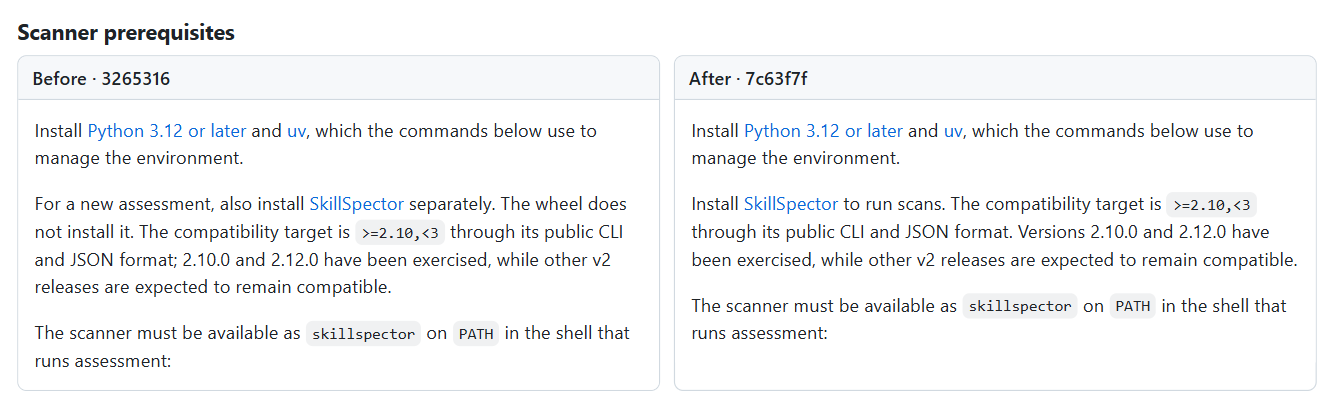 Scanner prerequisites
Before · 3265316
Install Python 3.12 or later and uv, which the commands below use to
manage the environment.
For a new assessment, also install SkillSpector separately. The wheel does
not install it. The compatibility target is >=2.10,<3 through its public CLI
and JSON format; 2.10.0 and 2.12.0 have been exercised, while other v2
releases are expected to remain compatible.
The scanner must be available as skillspector on PATH in the shell that
runs assessment:
After · 7c63f7f
Install Python 3.12 or later and uv, which the commands below use to
manage the environment.
Install SkillSpector to run scans. The compatibility target is >=2.10,<3
through its public CLI and JSON format. Versions 2.10.0 and 2.12.0 have
been exercised, while other v2 releases are expected to remain compatible.
The scanner must be available as skillspector on PATH in the shell that
runs assessment: